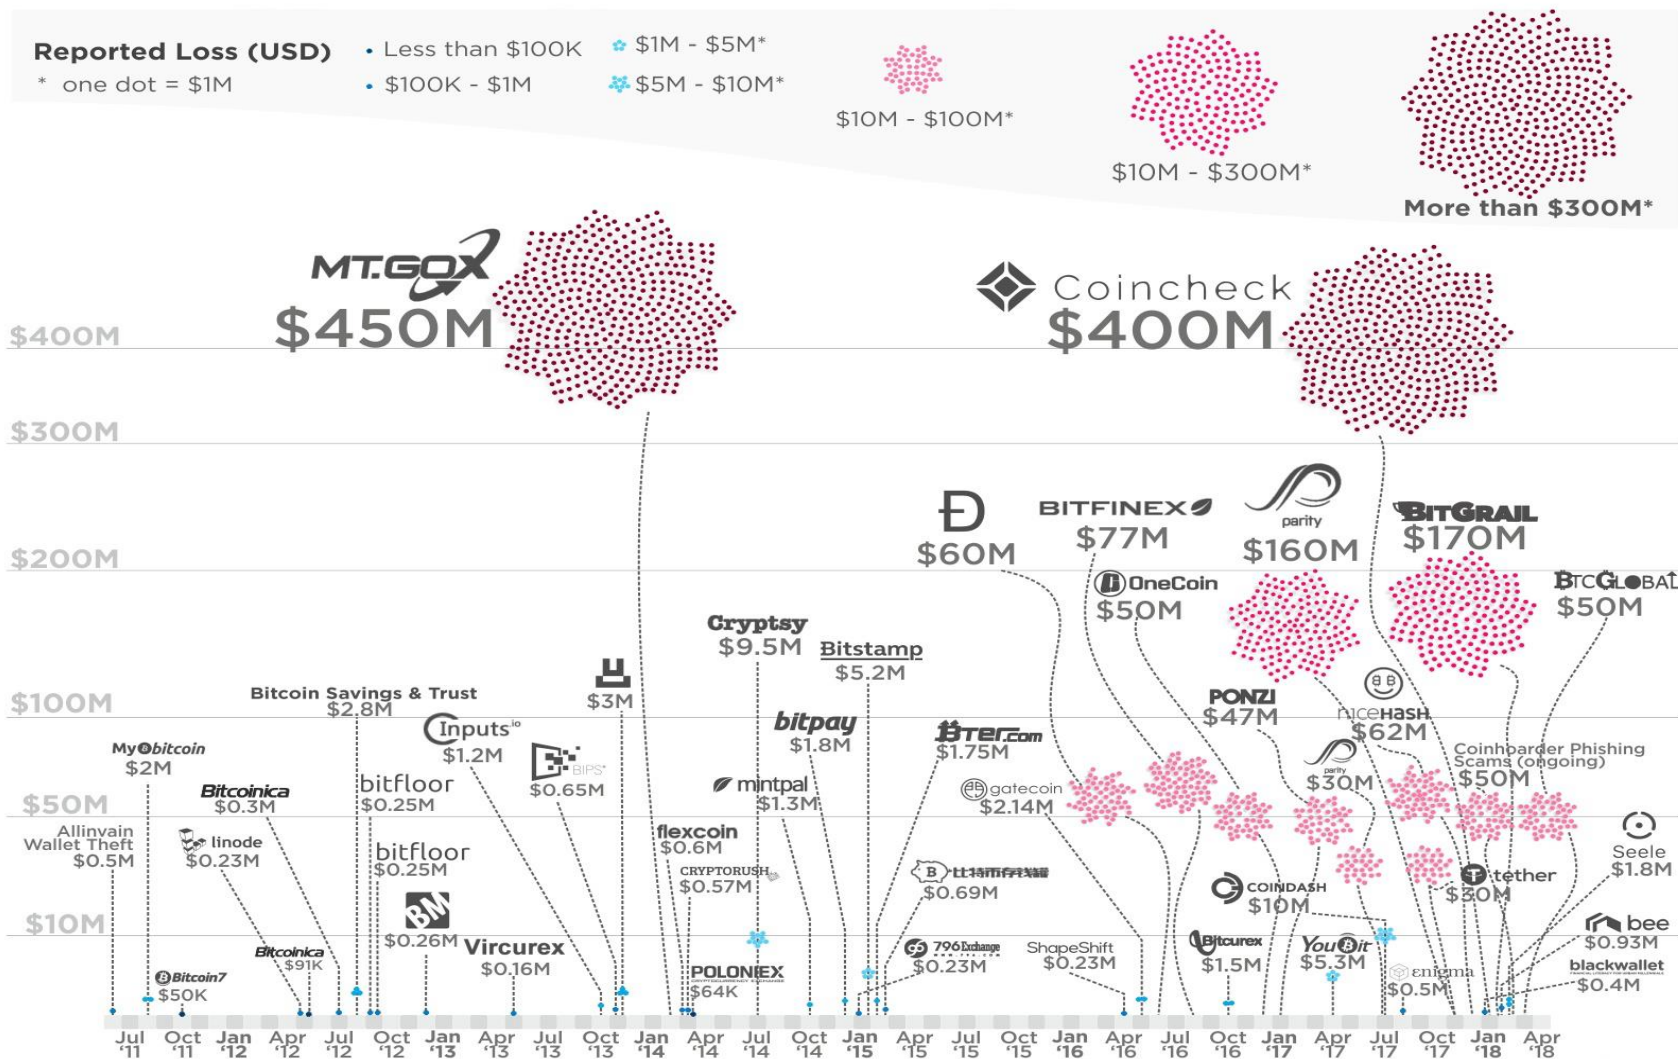 Reported Loss (USD)
* one dot = $1M
Less than $100K
$100K - $1M
$1M - $5M*
$5M - $10M*
$10M - $100M*
$10M - $300M*
More than $300M*
MT.GOX
$450M
Coincheck
$400M
$400M
$300M
$200M
$100M
$50M
$10M
Đ
$60M
BITFINEX
$77M
parity
$160M
BITGRAIL
$170M
OneCoin
$50M
BTCGLOBAL
$50M
Cryptsy
$9.5M
Bitstamp
$5.2M
Bitcoin Savings & Trust
$2.8M
$3M
PONZI
$47M
niceHASH
$62M
Inputs.io
$1.2M
bitpay
$1.8M
BTer.com
$1.75M
My bitcoin
$2M
BIPS
$0.65M
parity
$30M
Coinhoarder Phishing
Scams (ongoing)
$50M
Bitcoinica
$0.3M
bitfloor
$0.25M
mintpal
$1.3M
gatecoin
$2.14M
Allinvain
Wallet Theft
$0.5M
linode
$0.23M
bitfloor
$0.25M
flexcoin
$0.6M
Seele
$1.8M
CRYPTORUSH
$0.57M
$0.69M
COINDASH
$10M
tether
$30M
BM
$0.26M
bee
$0.93M
Bitcoinica
$91K
Vircurex
$0.16M
796 Exchange
$0.23M
ShapeShift
$0.23M
Bitcurex
$1.5M
YouBit
$5.3M
enigma
$0.5M
blackwallet
$0.4M
Bitcoin7
$50K
POLONIEX
CRYPTOCURRENCY EXCHANGE
$64K
Jul Oct Jan Apr Jul Oct Jan Apr Jul Oct Jan Apr Jul Oct Jan Apr Jul Oct Jan Apr Jul Oct Jan Apr Jul Oct Jan Apr
'11 '11 '12 '12 '12 '12 '13 '13 '13 '13 '14 '14 '14 '14 '15 '15 '15 '15 '16 '16 '16 '16 '17 '17 '17 '17 '18 '18